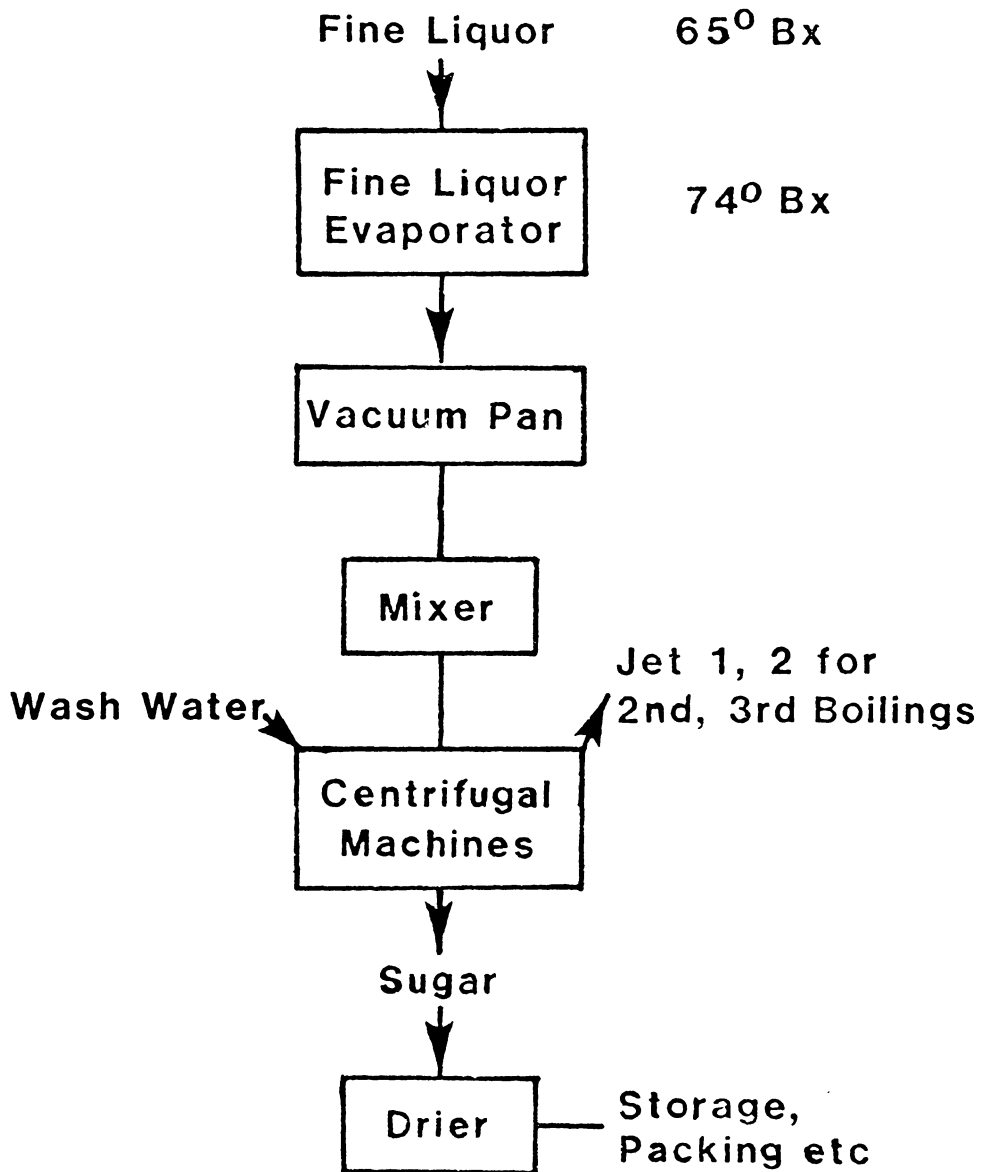 Fine Liquor 65⁰ Bx
Fine Liquor
Evaporator
74⁰ Bx
Vacuum Pan
Mixer
Jet 1, 2 for
2nd, 3rd Boilings
Wash Water
Centrifugal
Machines
Sugar
Drier
Storage,
Packing etc